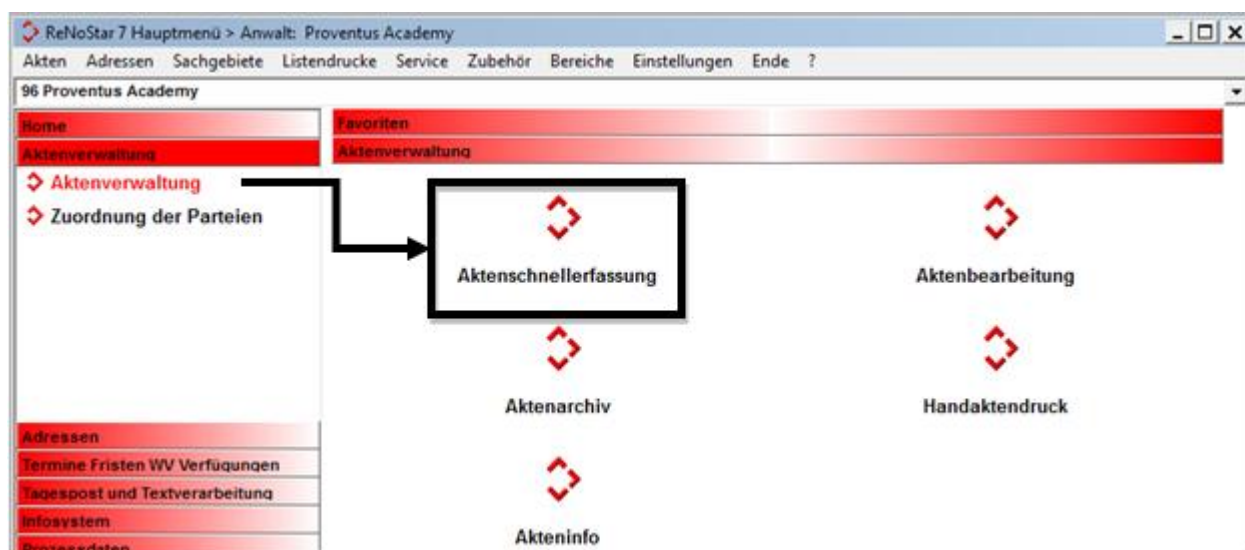 ReNoStar 7 Hauptmenü > Anwalt: Proventus Academy
Akten Adressen Sachgebiete Listendrucke Service Zubehör Bereiche Einstellungen Ende ?
96 Proventus Academy
Home
Favoriten
Aktenverwaltung
Aktenverwaltung
Aktenverwaltung
Zuordnung der Parteien
Aktenschnellerfassung
Aktenbearbeitung
Aktenarchiv
Handaktendruck
Akteninfo
Adressen
Termine Fristen WV Verfügungen
Tagespost und Textverarbeitung
Infosystem
Prozessdaten